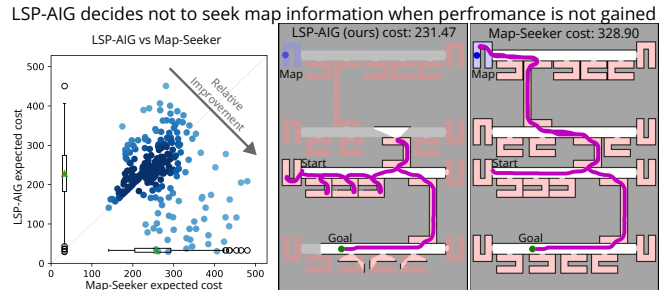 LSP-AIG decides not to seek map information when perfromance is not gained
LSP-AIG vs Map-Seeker
Relative
Improvement
LSP-AIG expected cost
500
400
300
200
100
0
0 100 200 300 400 500
Map-Seeker expected cost
LSP-AIG (ours) cost: 231.47
Map
Start
Goal
Map-Seeker cost: 328.90
Map
Start
Goal